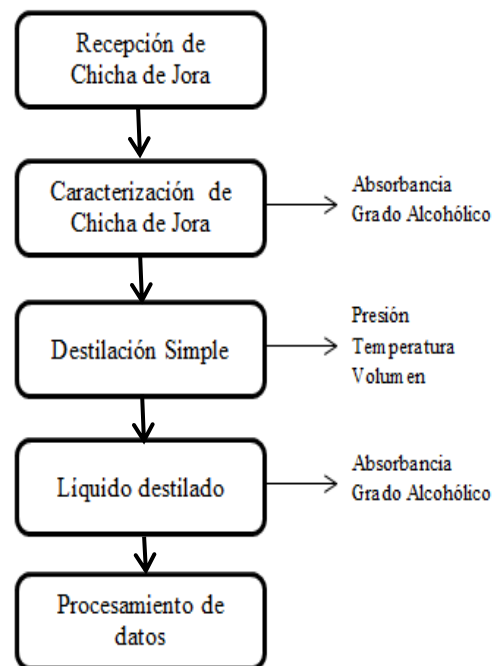 Recepción de
Chicha de Jora
Caracterización de
Chicha de Jora
Absorbancia
Grado Alcohólico
Destilación Simple
Presión
Temperatura
Volumen
Líquido destilado
Absorbancia
Grado Alcohólico
Procesamiento de
datos